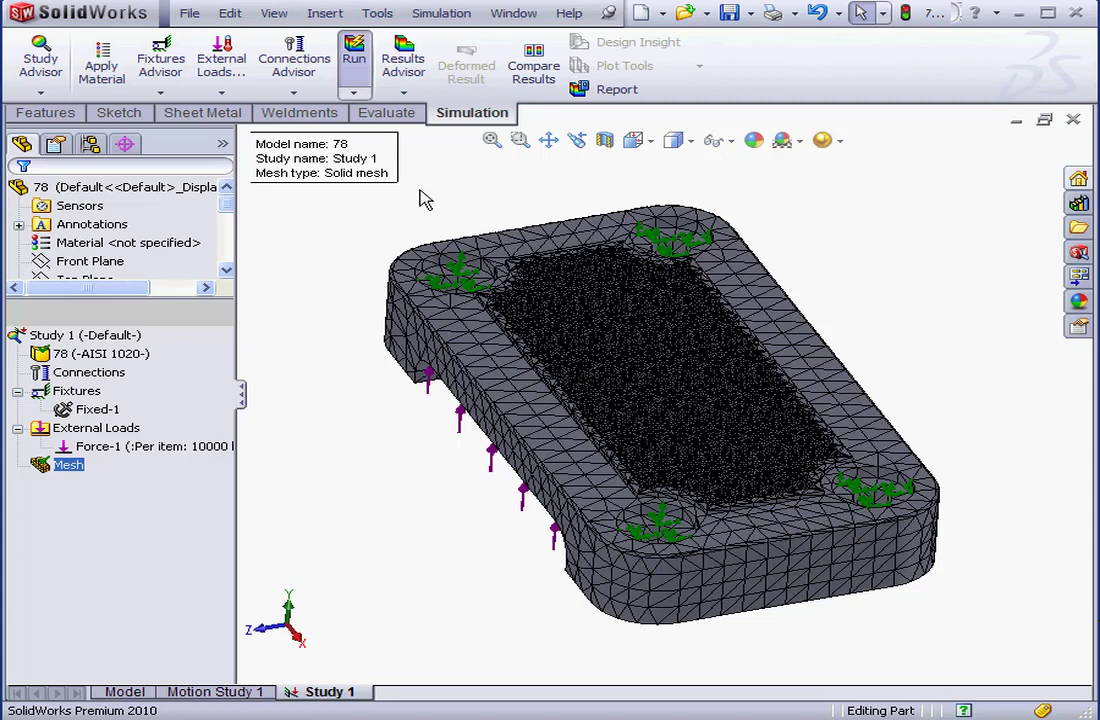 SolidWorks File Edit View Insert Tools Simulation Window Help 7... ?
Study Advisor
Apply Material
Fixtures Advisor
External Loads...
Connections Advisor
Run
Results Advisor
Deformed Result
Compare Results
Design Insight
Plot Tools
Report
Features Sketch Sheet Metal Weldments Evaluate Simulation
Model name: 78
Study name: Study 1
Mesh type: Solid mesh
78 (Default<<Default>_Displa
Sensors
Annotations
Material <not specified>
Front Plane
Study 1 (-Default-)
78 (-AISI 1020-)
Connections
Fixtures
Fixed-1
External Loads
Force-1 (:Per item: 10000 l
Mesh
Y
Z
X
Model Motion Study 1 Study 1
SolidWorks Premium 2010 Editing Part ?